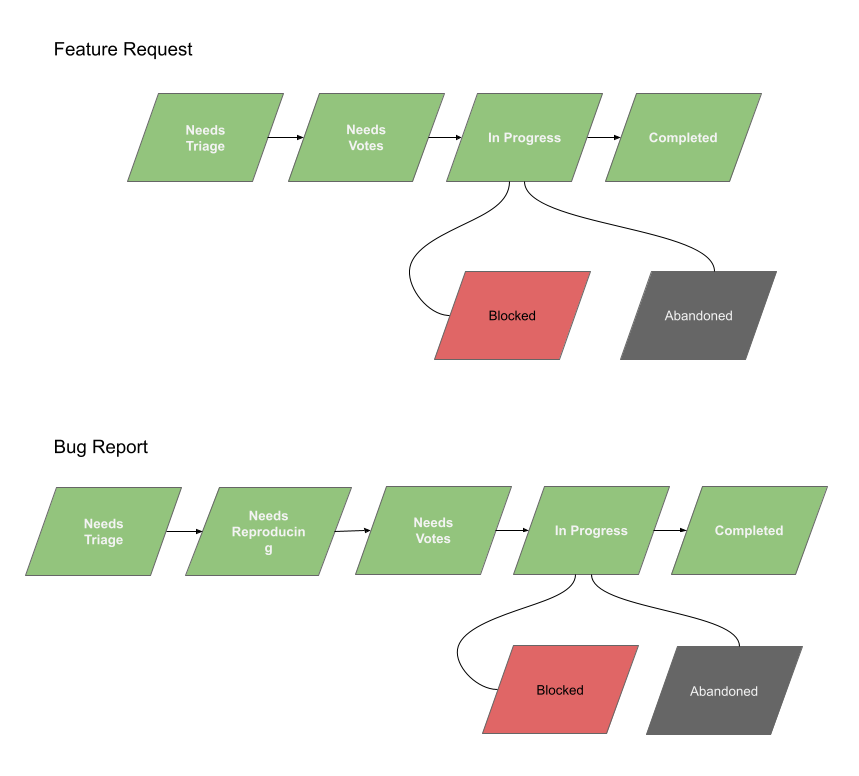 Feature Request
Needs
Triage
Needs
Votes
In Progress
Completed
Blocked
Abandoned
Bug Report
Needs
Triage
Needs
Reproducin
g
Needs
Votes
In Progress
Completed
Blocked
Abandoned